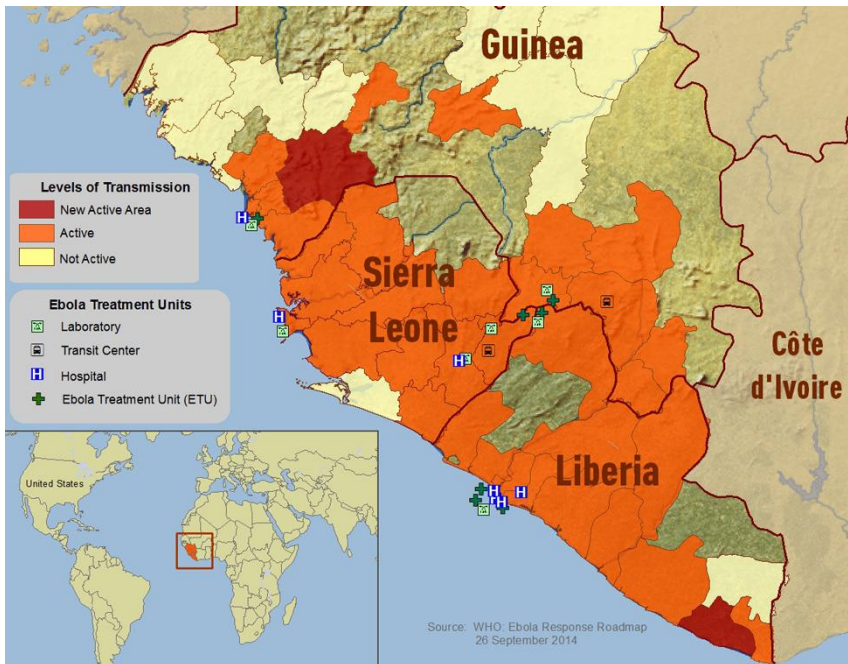 Guinea
Levels of Transmission
New Active Area
Active
Not Active
Sierra
Leone
Ebola Treatment Units
Laboratory
Transit Center
H Hospital
Ebola Treatment Unit (ETU)
Côte
d'Ivoire
Liberia
United States
Source: WHO: Ebola Response Roadmap
26 September 2014
H
H
H
H
H
H